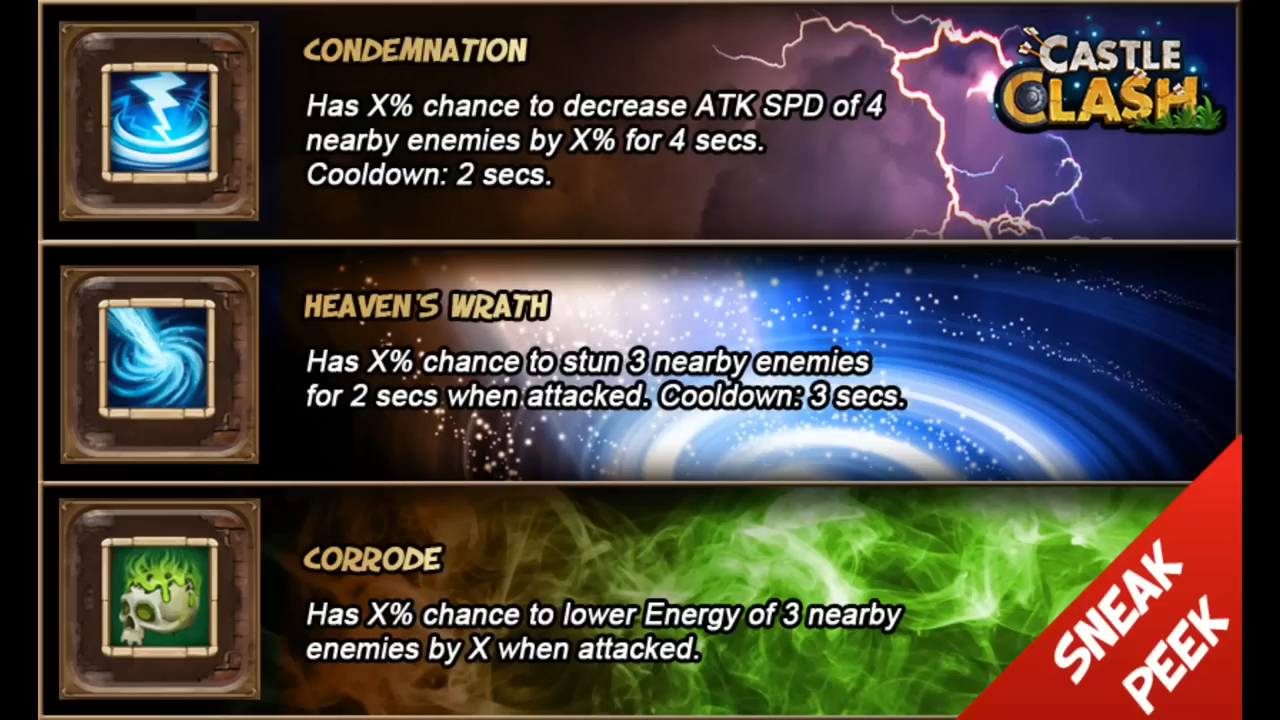 CONDEMNATION
Has X% chance to decrease ATK SPD of 4
nearby enemies by X% for 4 secs.
Cooldown: 2 secs.
CASTLE
CLASH
HEAVEN'S WRATH
Has X% chance to stun 3 nearby enemies
for 2 secs when attacked. Cooldown: 3 secs.
CORRODE
Has X% chance to lower Energy of 3 nearby
enemies by X when attacked.
SNEAK
PEEK